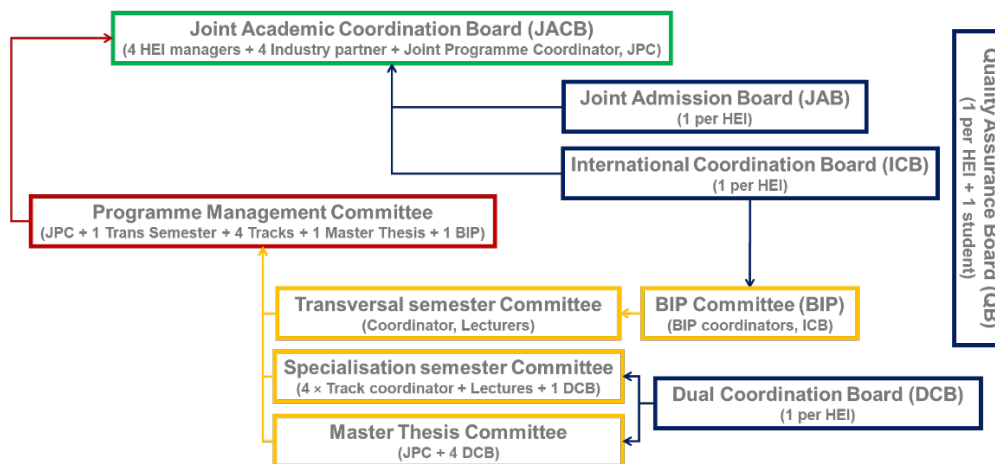 Joint Academic Coordination Board (JACB)
(4 HEI managers + 4 Industry partner + Joint Programme Coordinator, JPC)
Joint Admission Board (JAB)
(1 per HEI)
International Coordination Board (ICB)
(1 per HEI)
Quality Assurance Board (QB)
(1 per HEI + 1 student)
Programme Management Committee
(JPC + 1 Trans Semester + 4 Tracks + 1 Master Thesis + 1 BIP)
Transversal semester Committee
(Coordinator, Lecturers)
BIP Committee (BIP)
(BIP coordinators, ICB)
Specialisation semester Committee
(4 × Track coordinator + Lectures + 1 DCB)
Dual Coordination Board (DCB)
(1 per HEI)
Master Thesis Committee
(JPC + 4 DCB)